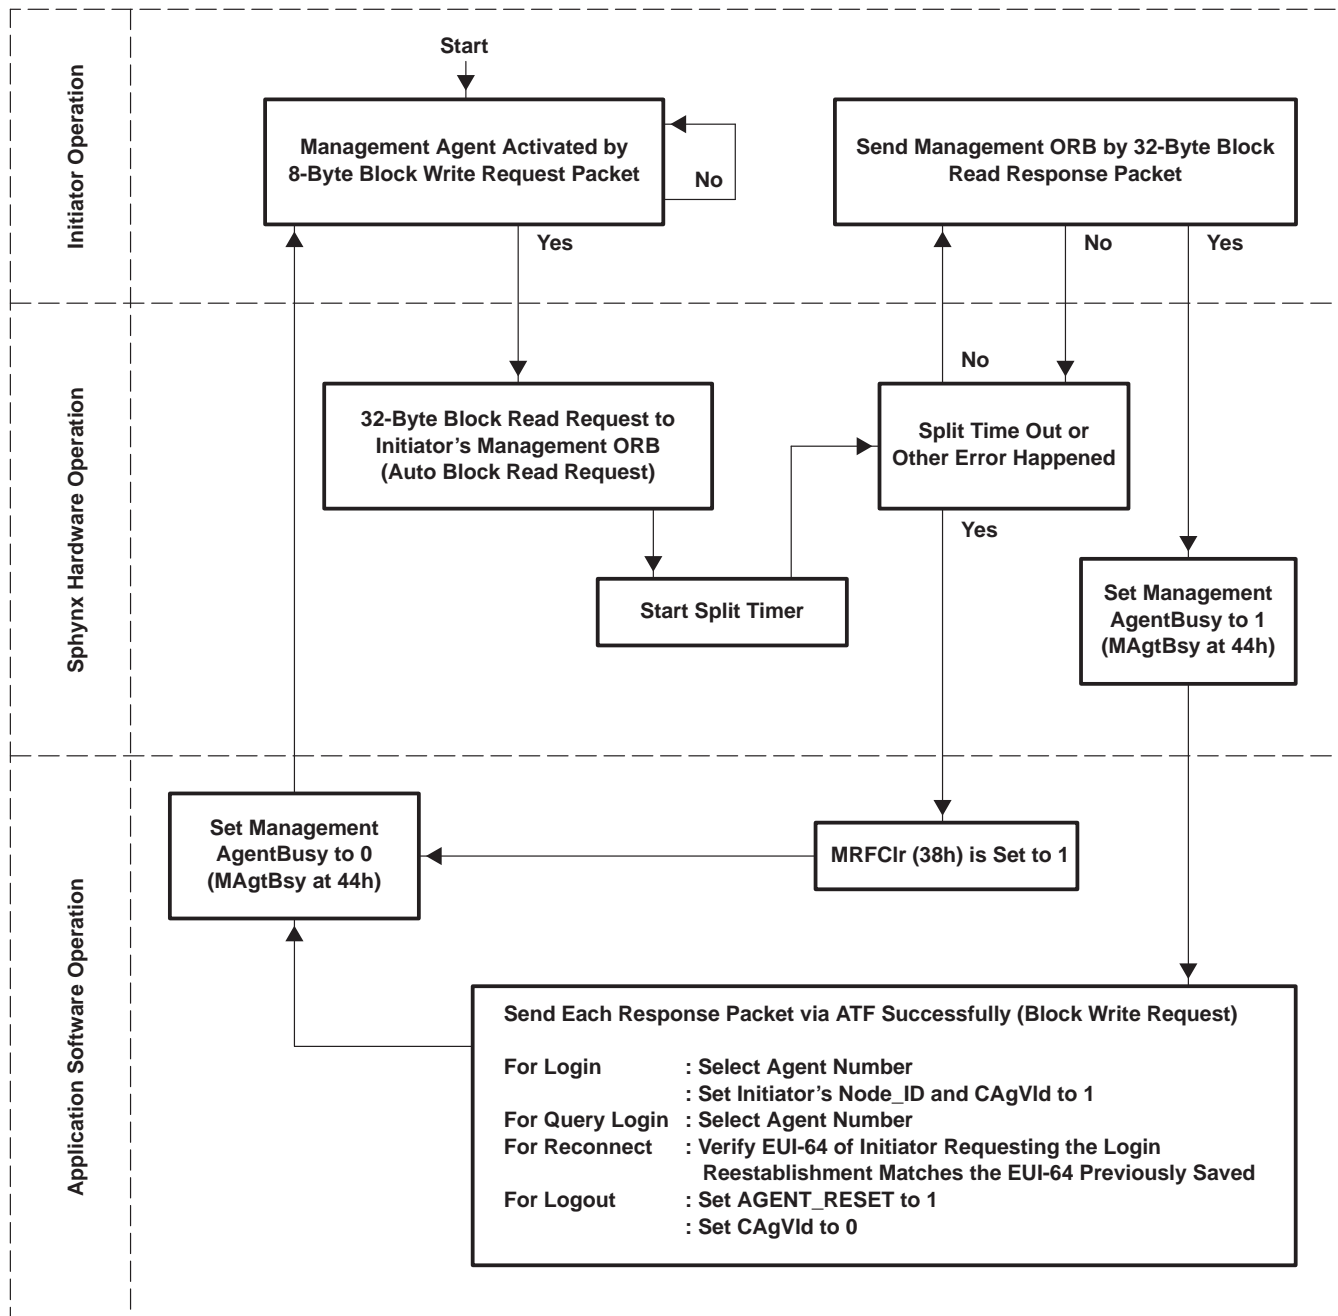 Initiator Operation
Start
Management Agent Activated by
8-Byte Block Write Request Packet
No
Yes
Send Management ORB by 32-Byte Block
Read Response Packet
No
Yes
Sphynx Hardware Operation
32-Byte Block Read Request to
Initiator’s Management ORB
(Auto Block Read Request)
Start Split Timer
No
Split Time Out or
Other Error Happened
Yes
Set Management
AgentBusy to 1
(MAgtBsy at 44h)
Application Software Operation
Set Management
AgentBusy to 0
(MAgtBsy at 44h)
MRFClr (38h) is Set to 1
Send Each Response Packet via ATF Successfully (Block Write Request)
For Login : Select Agent Number
: Set Initiator’s Node_ID and CAgVld to 1
For Query Login : Select Agent Number
For Reconnect : Verify EUI-64 of Initiator Requesting the Login
Reestablishment Matches the EUI-64 Previously Saved
For Logout : Set AGENT_RESET to 1
: Set CAgVld to 0